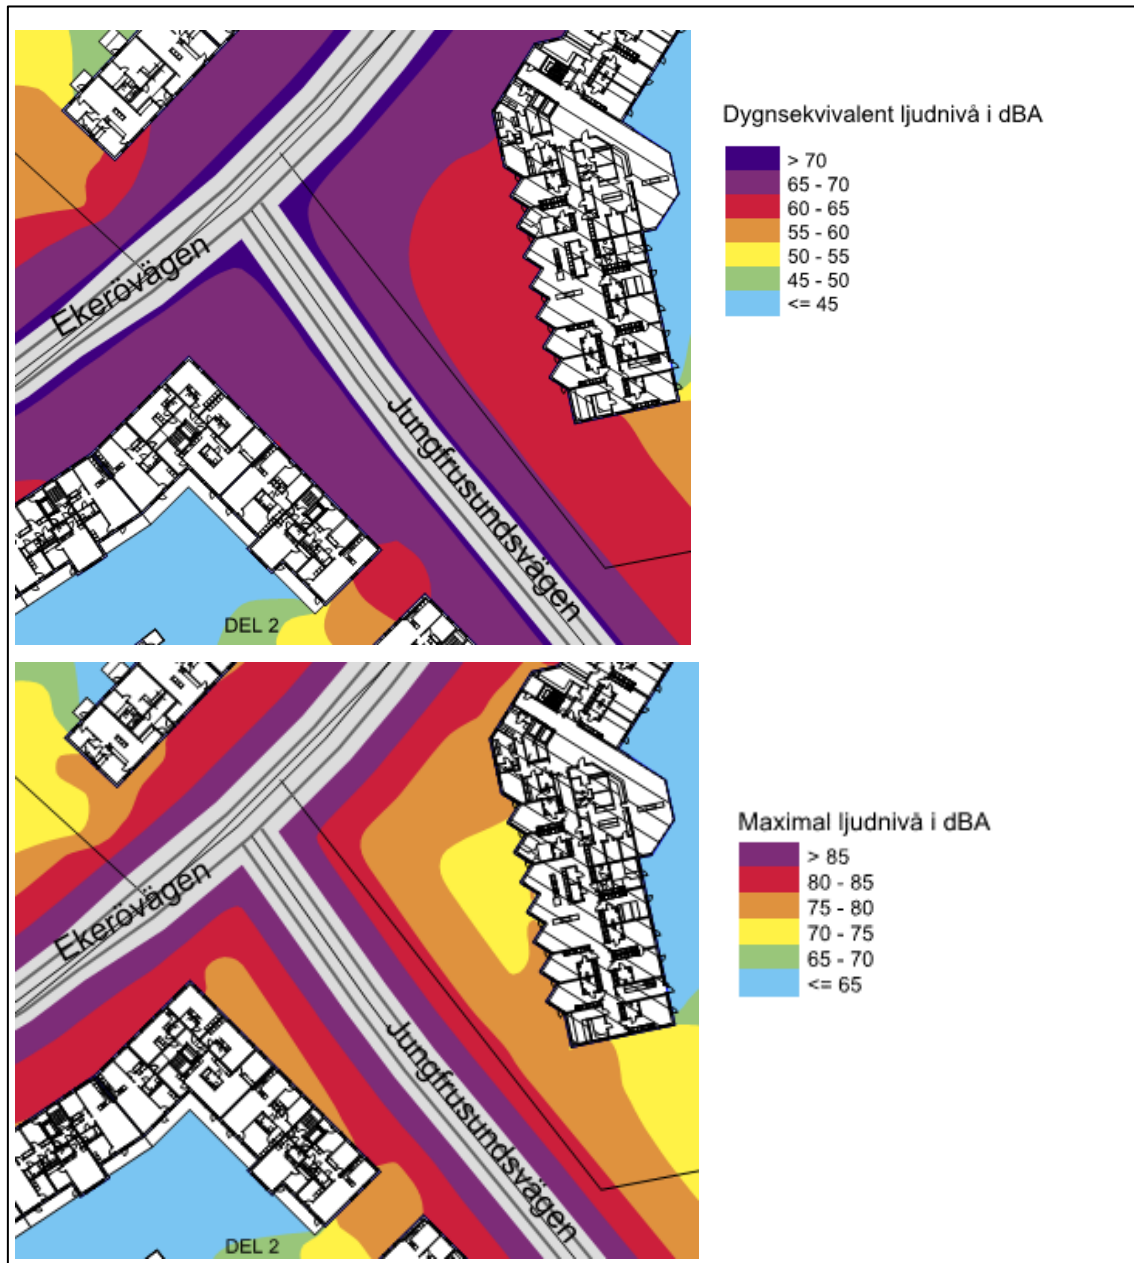 Dygnsekvivalent ljudnivå i dBA
> 70
65 - 70
60 - 65
55 - 60
50 - 55
45 - 50
<= 45
Ekerövägen
Jungfrusundsvägen
DEL 2
Maximal ljudnivå i dBA
> 85
80 - 85
75 - 80
70 - 75
65 - 70
<= 65
Ekerövägen
Jungfrusundsvägen
DEL 2